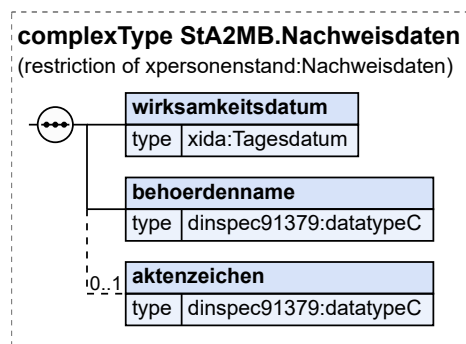 complexType StA2MB.Nachweisdaten
(restriction of xpersonenstand:Nachweisdaten)
wirksamkeitsdatum
type xida:Tagesdatum
behoerdenname
type dinspec91379:datatypeC
0..1
aktenzeichen
type dinspec91379:datatypeC